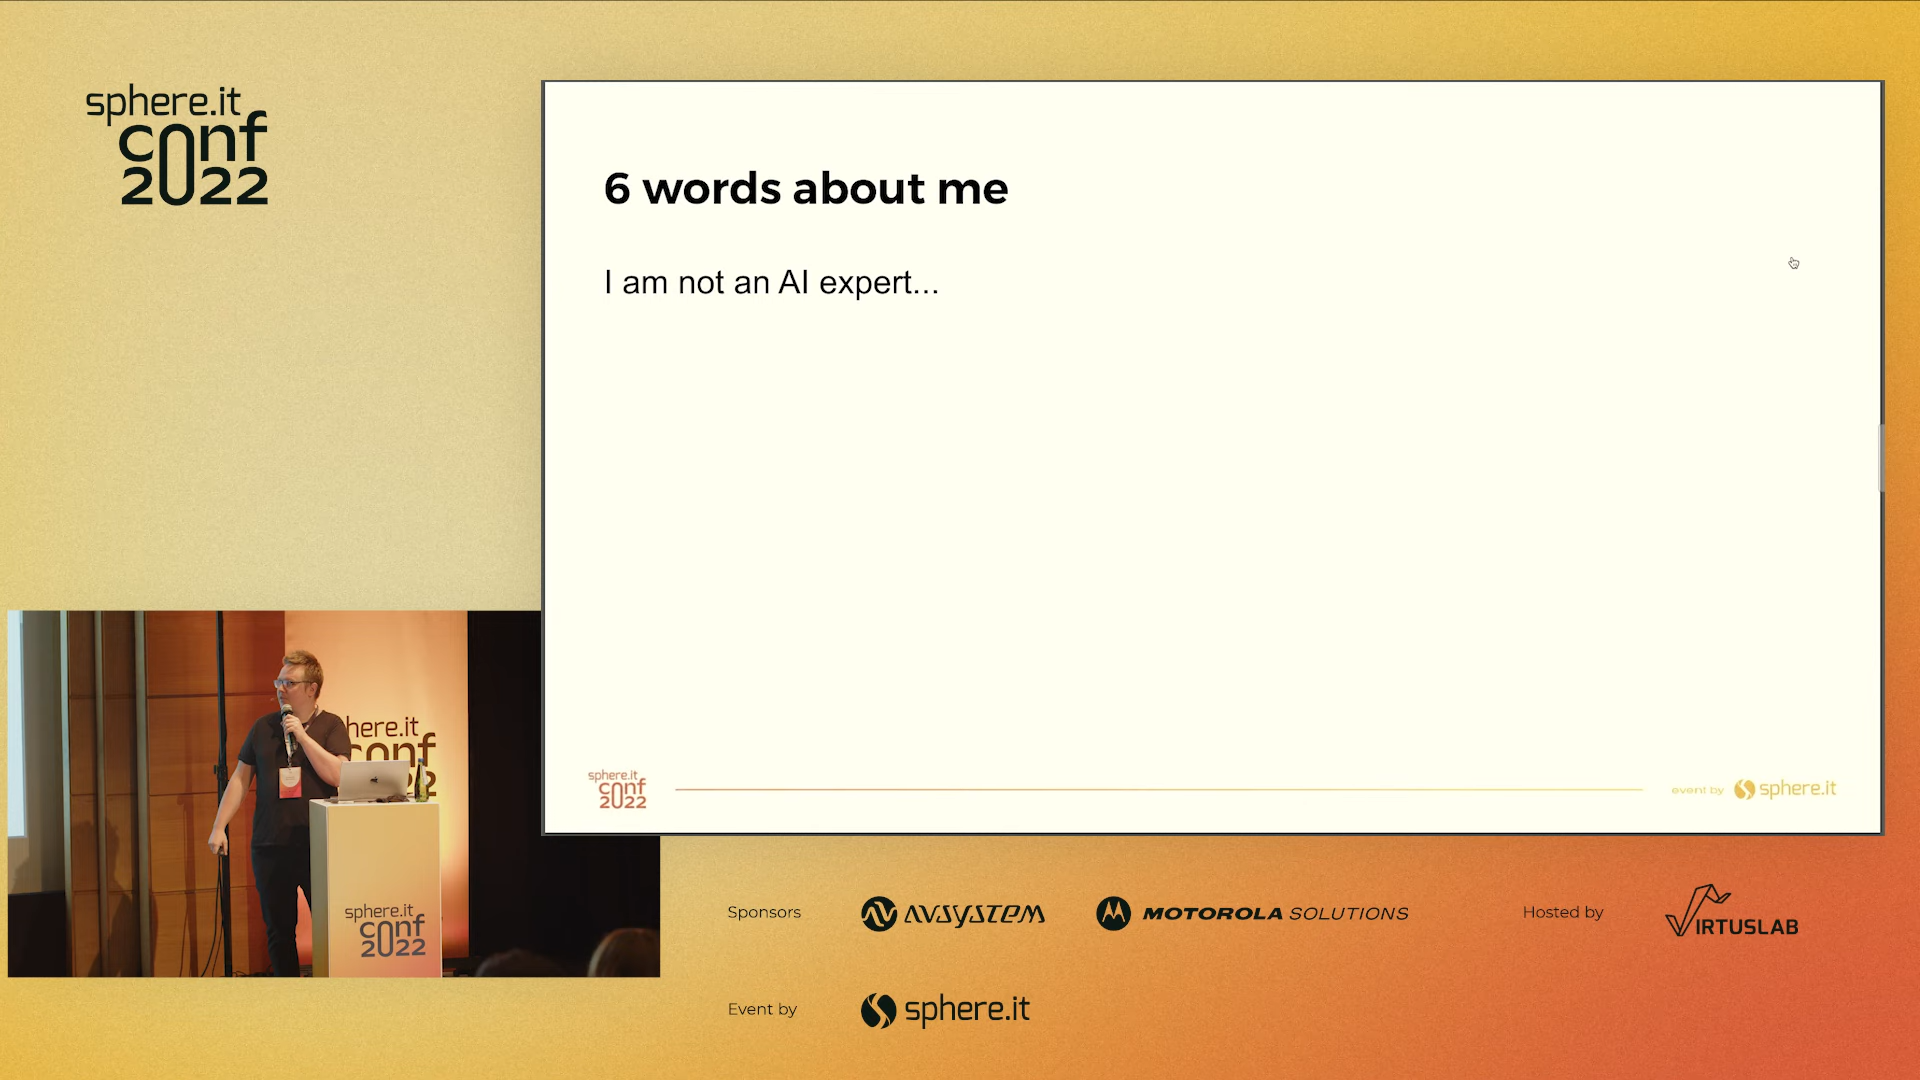 sphere.it
conf
2022
6 words about me
I am not an AI expert...
sphere.it
conf
2022
event by sphere.it
here.it
conf
22
sphere.it
conf
2022
Sponsors AVSYSTEM MOTOROLA SOLUTIONS Hosted by VIRTUSLAB
Event by sphere.it